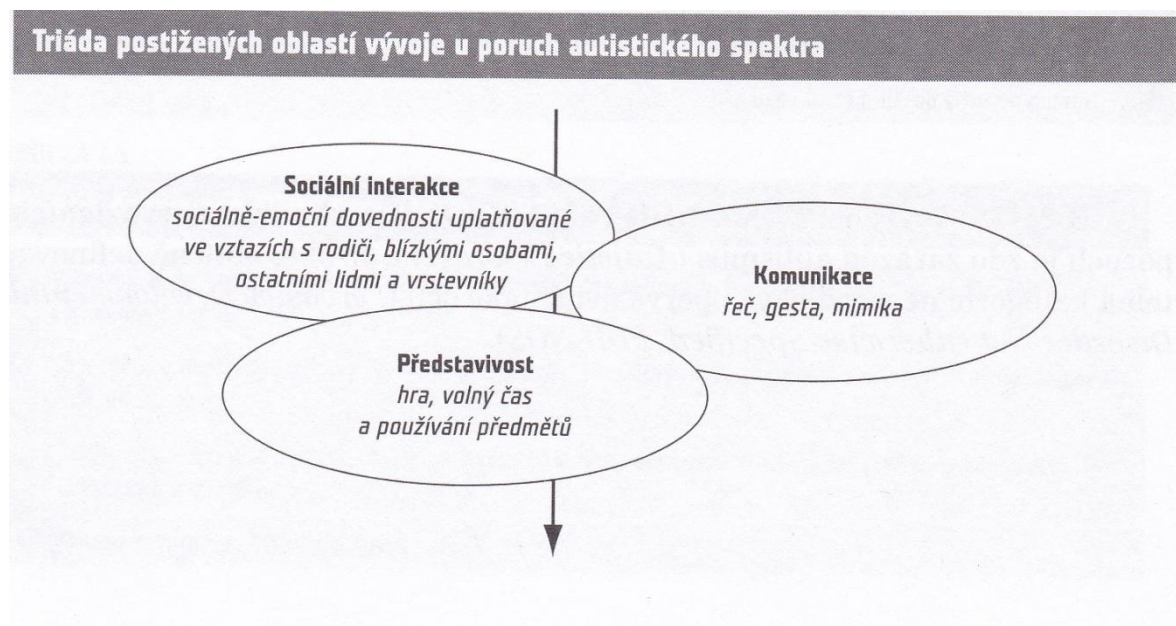 Triáda postižených oblastí vývoje u poruch autistického spektra
Sociální interakce
sociálně-emoční dovednosti uplatňované
ve vztazích s rodiči, blízkými osobami,
ostatními lidmi a vrstevníky
Komunikace
řeč, gesta, mimika
Představivost
hra, volný čas
a používání předmětů